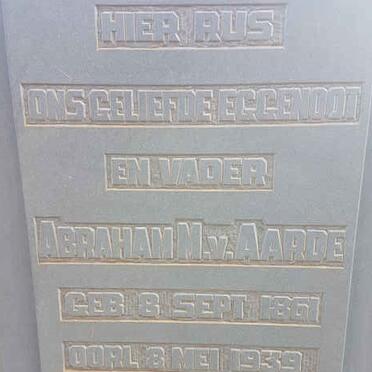 HIER RUS
ONS GELIEFDE EGGENOOT
EN VADER
ABRAHAM M.V. AARDE
GEB 8 SEPT 1861
OORL 8 MEI 1939